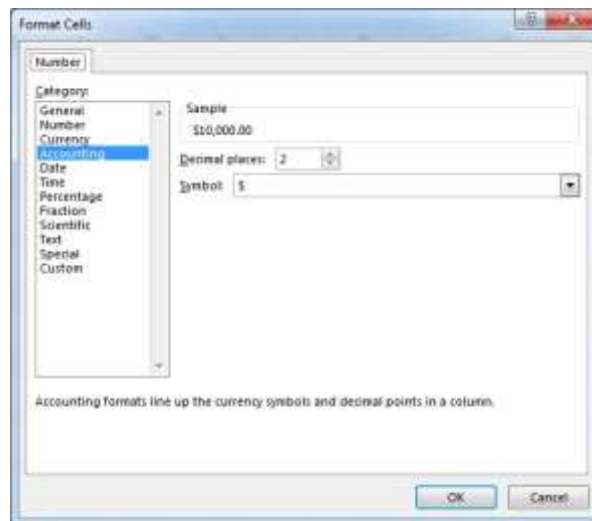 Format Cells
Number
Category:
General
Number
Currency
Accounting
Date
Time
Percentage
Fraction
Scientific
Text
Special
Custom
Sample
$10,000.00
Decimal places: 2
Symbol: $
Accounting formats line up the currency symbols and decimal points in a column.
OK
Cancel